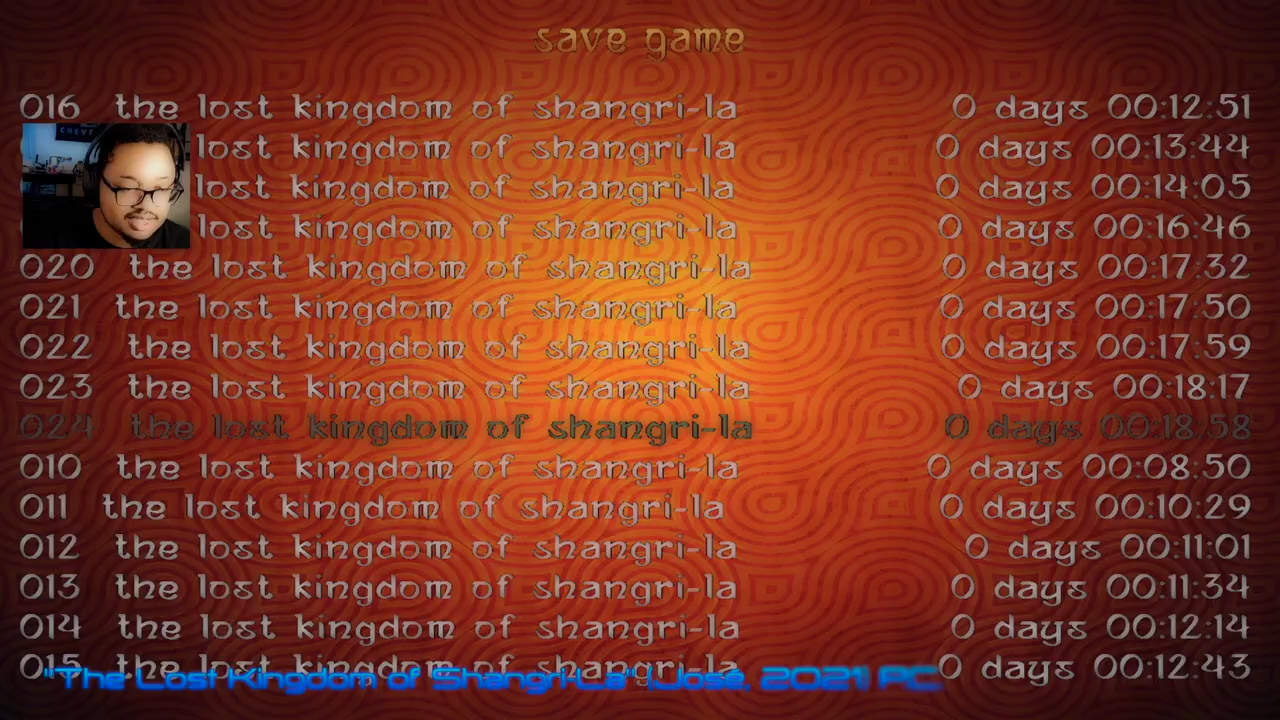 save game
016 the lost kingdom of shangri-la 0 days 00:12:51
CHEV
lost kingdom of shangri-la 0 days 00:13:44
lost kingdom of shangri-la 0 days 00:14:05
lost kingdom of shangri-la 0 days 00:16:46
020 the lost kingdom of shangri-la 0 days 00:17:32
021 the lost kingdom of shangri-la 0 days 00:17:50
022 the lost kingdom of shangri-la 0 days 00:17:59
023 the lost kingdom of shangri-la 0 days 00:18:17
024 the lost kingdom of shangri-la 0 days 00:18:58
010 the lost kingdom of shangri-la 0 days 00:08:50
011 the lost kingdom of shangri-la 0 days 00:10:29
012 the lost kingdom of shangri-la 0 days 00:11:01
013 the lost kingdom of shangri-la 0 days 00:11:34
014 the lost kingdom of shangri-la 0 days 00:12:14
015 the lost kingdom of shangri-la 0 days 00:12:43
"The Lost Kingdom of Shangri-La" (José, 2021 PC